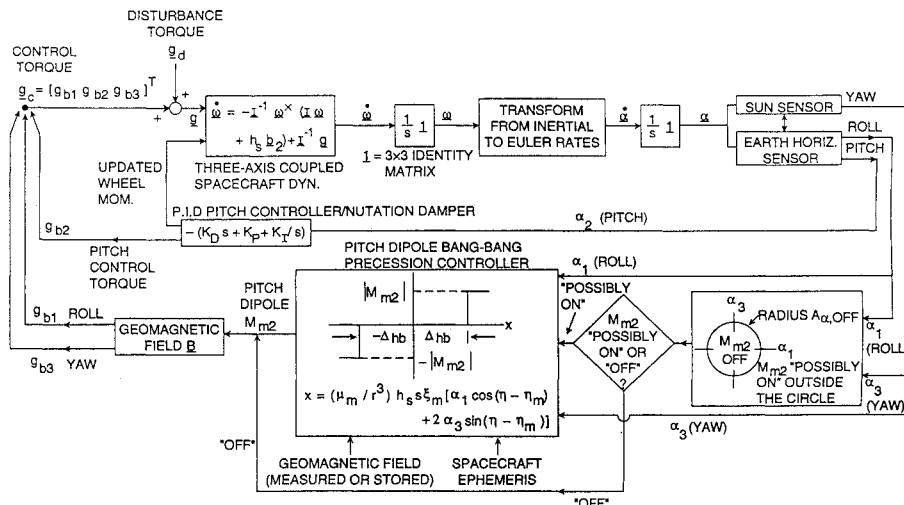 DISTURBANCE
TORQUE
g_d
CONTROL
TORQUE
g_c = [g_b1 g_b2 g_b3]^T
+
+
g
ω̇ = -I^-1 ω^x (I ω
+ h_s b_2) + I^-1 g
THREE-AXIS COUPLED
SPACECRAFT DYN.
ω̇
1/s 1
ω
1 = 3×3 IDENTITY
MATRIX
TRANSFORM
FROM INERTIAL
TO EULER RATES
α̇
1/s 1
α
SUN SENSOR
YAW
EARTH HORIZ.
SENSOR
ROLL
PITCH
UPDATED
WHEEL
MOM.
P.I.D PITCH CONTROLLER/NUTATION DAMPER
-(K_D s + K_P + K_I/s)
α_2 (PITCH)
g_b2
PITCH
CONTROL
TORQUE
PITCH DIPOLE BANG-BANG
PRECESSION CONTROLLER
α_1 (ROLL)
"POSSIBLY
ON"
PITCH
DIPOLE
M_m2
|M_m2|
x
-Δhb
Δhb
-|M_m2|
x = (μ_m / r^3) h_s sξ_m [α_1 cos(η - η_m)
+ 2 α_3 sin(η - η_m)]
M_m2
"POSSIBLY
ON" OR
"OFF"
?
α_3
RADIUS A_α,OFF
M_m2
OFF
α_1
M_m2 "POSSIBLY
ON" OUTSIDE
THE CIRCLE
α_1
(ROLL)
α_3
(YAW)
g_b1
ROLL
GEOMAGNETIC
FIELD B
g_b3
YAW
α_3 (YAW)
"OFF"
GEOMAGNETIC FIELD
(MEASURED OR STORED)
SPACECRAFT
EPHEMERIS
"OFF"